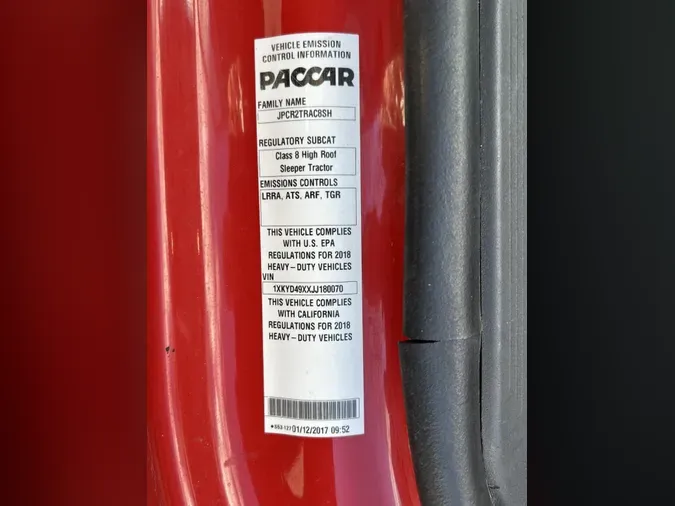 VEHICLE EMISSION
CONTROL INFORMATION
PACCAR
FAMILY NAME
JPCR2TRAC8SH
REGULATORY SUBCAT
Class 8 High Roof
Sleeper Tractor
EMISSIONS CONTROLS
LRRA, ATS, ARF, TGR
THIS VEHICLE COMPLIES
WITH U.S. EPA
REGULATIONS FOR 2018
HEAVY-DUTY VEHICLES
VIN
1XKYD49XXJJ180070
THIS VEHICLE COMPLIES
WITH CALIFORNIA
REGULATIONS FOR 2018
HEAVY-DUTY VEHICLES
01/12/2017 09:52